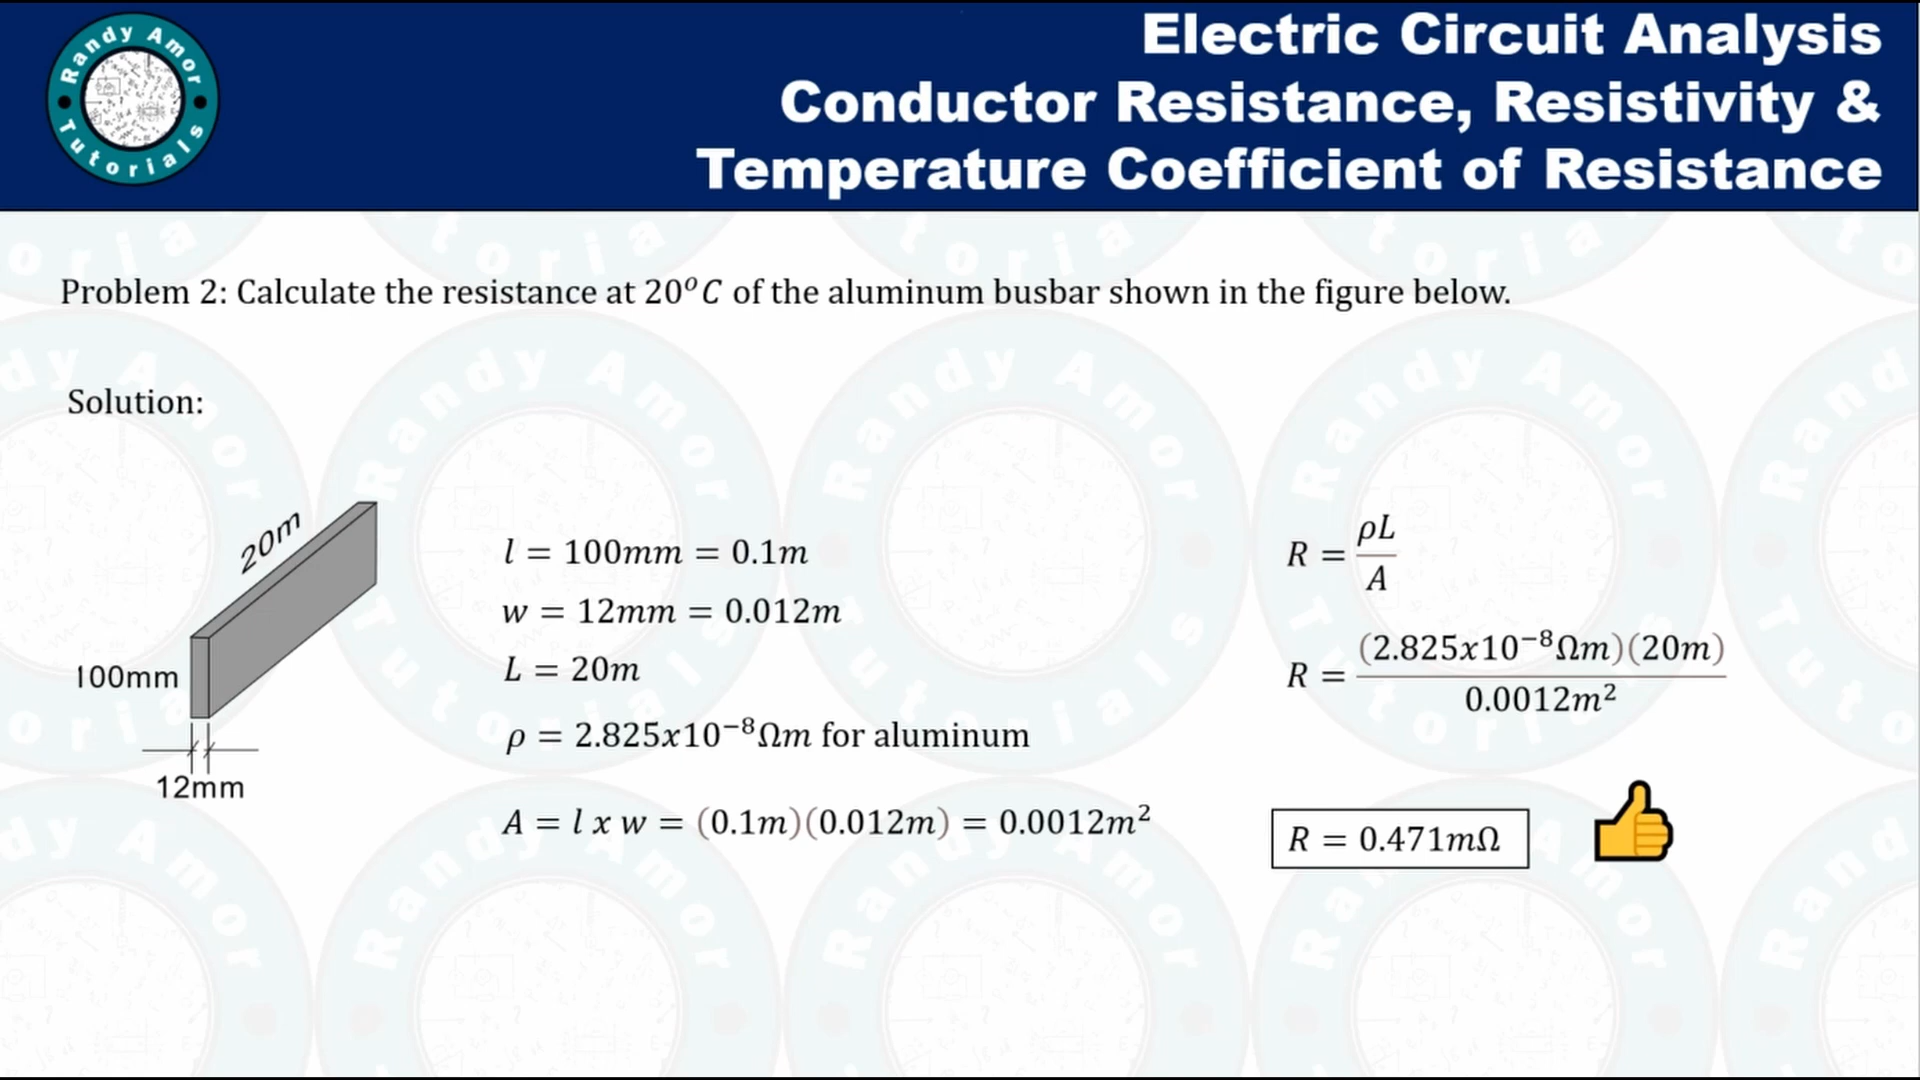 Randy Amor
Tutorials
Electric Circuit Analysis
Conductor Resistance, Resistivity &
Temperature Coefficient of Resistance
Problem 2: Calculate the resistance at 20°C of the aluminum busbar shown in the figure below.
Solution:
20m
100mm
12mm
l = 100mm = 0.1m
w = 12mm = 0.012m
L = 20m
ρ = 2.825x10⁻⁸Ωm for aluminum
A = l x w = (0.1m)(0.012m) = 0.0012m²
R = ρL
A
R = (2.825x10⁻⁸Ωm)(20m)
0.0012m²
R = 0.471mΩ